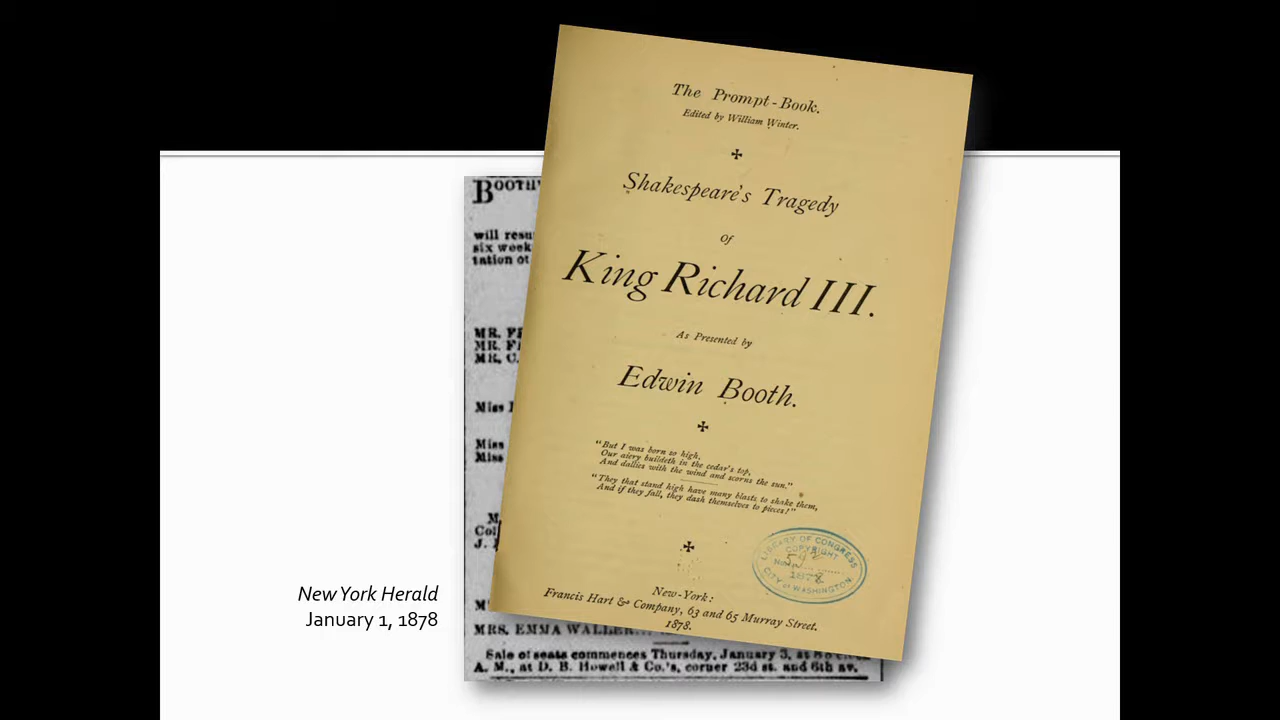 The Prompt-Book.
Edited by William Winter.
Shakespeare's Tragedy
Of
King Richard III.
As Presented by
Edwin Booth.
"But I was born so high,
Our aiery buildeth in the cedar's top,
And dallies with the wind and scorns the sun."
"They that stand high have many blasts to shake them,
And if they fall, they dash themselves to pieces!"
LIBRARY OF CONGRESS
COPYRIGHT
1878
CITY OF WASHINGTON
New-York:
Francis Hart & Company, 63 and 65 Murray Street.
1878.
BOOTH'
will resu
six week
tation of
MR. FR
MR. FR
MR. C.
Miss
Miss
Miss
Col
J.
MRS. EMMA WALLER
Sale of seats commences Thursday, January 3, at
A. M., at D. B. Howell & Co.'s, corner 23d st. and 6th av.
New York Herald
January 1, 1878